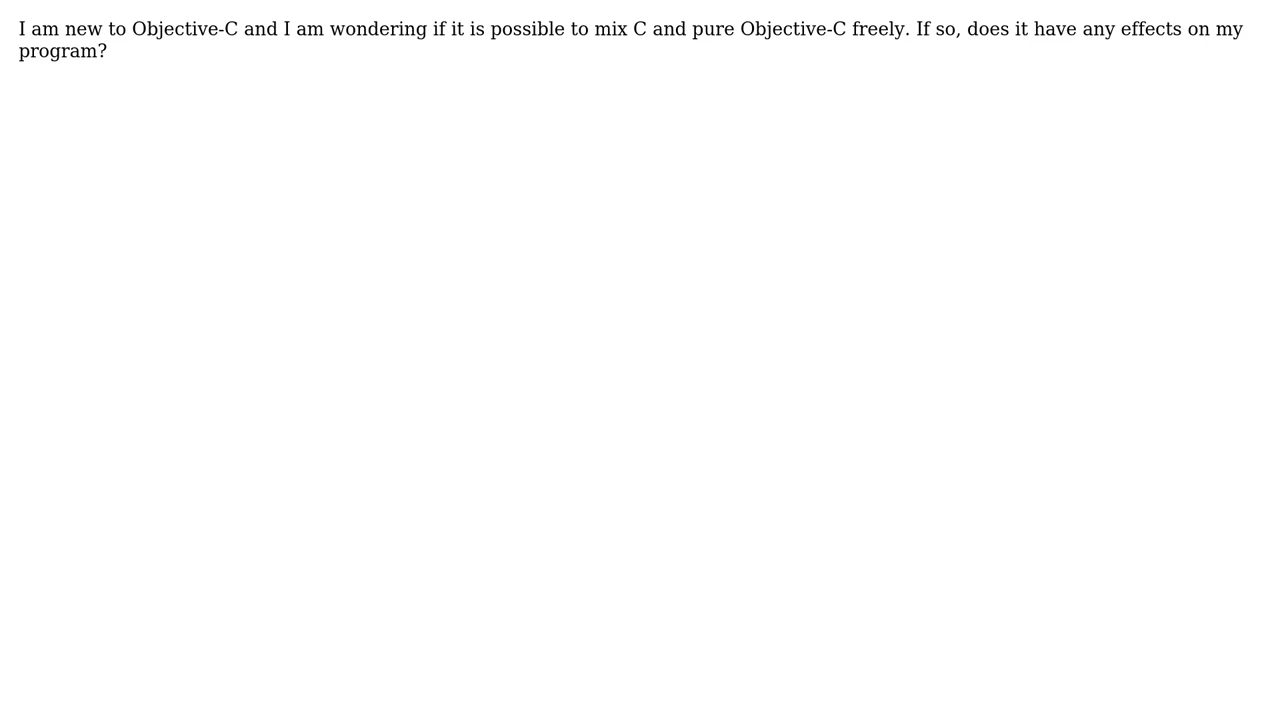 I am new to Objective-C and I am wondering if it is possible to mix C and pure Objective-C freely. If so, does it have any effects on my
program?